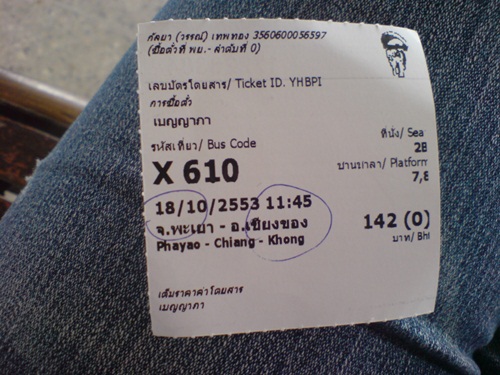 กัลยา (วรรณ์) เทพทอง 3560600056597
(ซื้อตั๋วที่ พย.- ลำดับที่ 0)
เลขบัตรโดยสาร/ Ticket ID. YHBPI
การซื้อตั๋ว
เบญญาภา
รหัสเที่ยว/ Bus Code
ที่นั่ง/ Sea
X 610
2B
ชานชาลา/ Platform
7,8
18/10/2553 11:45
จ.พะเยา - อ.เชียงของ
142 (0)
Phayao - Chiang - Khong
บาท/ Bh
เต็มราคาค่าโดยสาร
เบญญาภา